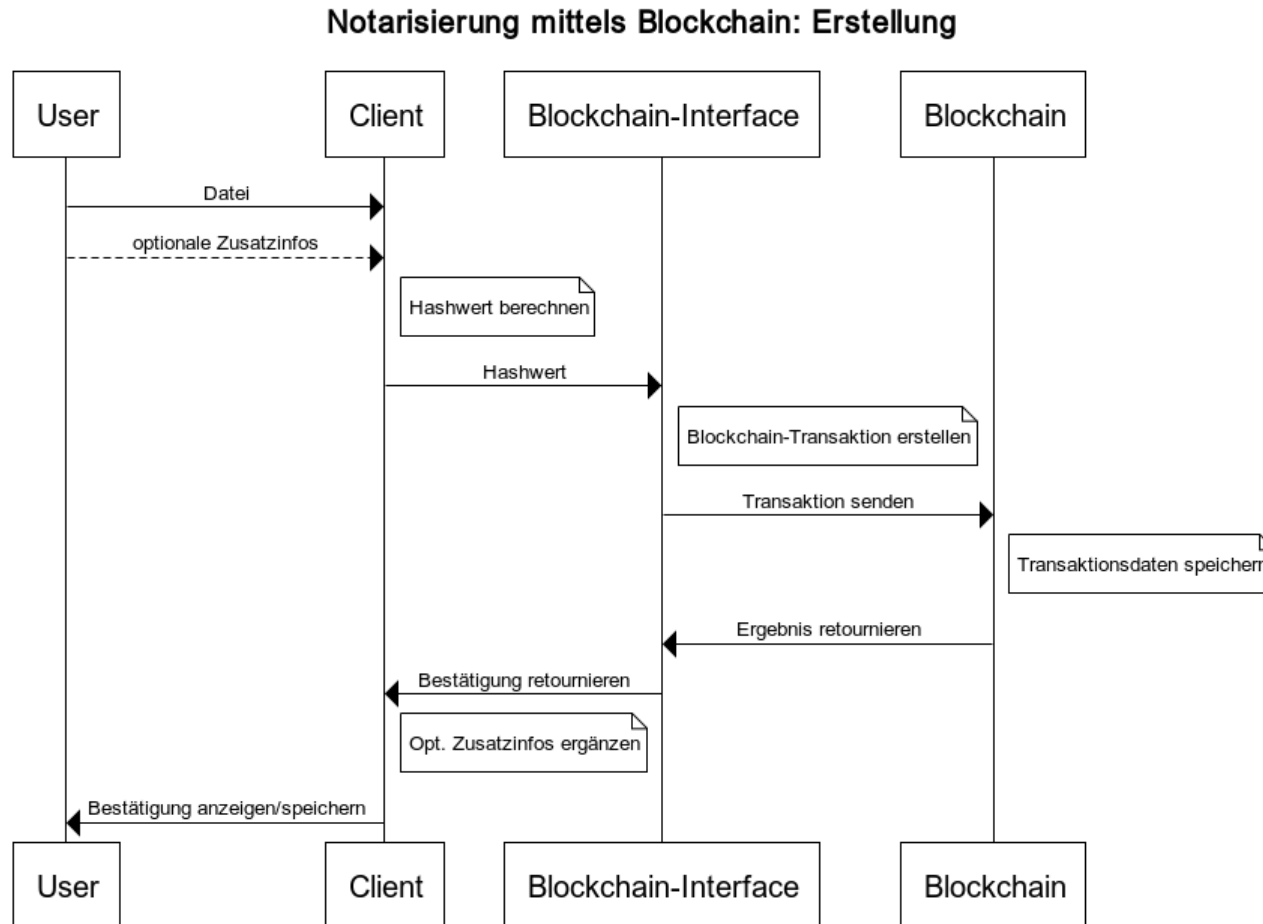 Notarisierung mittels Blockchain: Erstellung
User
Client
Blockchain-Interface
Blockchain
Datei
optionale Zusatzinfos
Hashwert berechnen
Hashwert
Blockchain-Transaktion erstellen
Transaktion senden
Transaktionsdaten speichern
Ergebnis retournieren
Bestätigung retournieren
Opt. Zusatzinfos ergänzen
Bestätigung anzeigen/speichern
User
Client
Blockchain-Interface
Blockchain